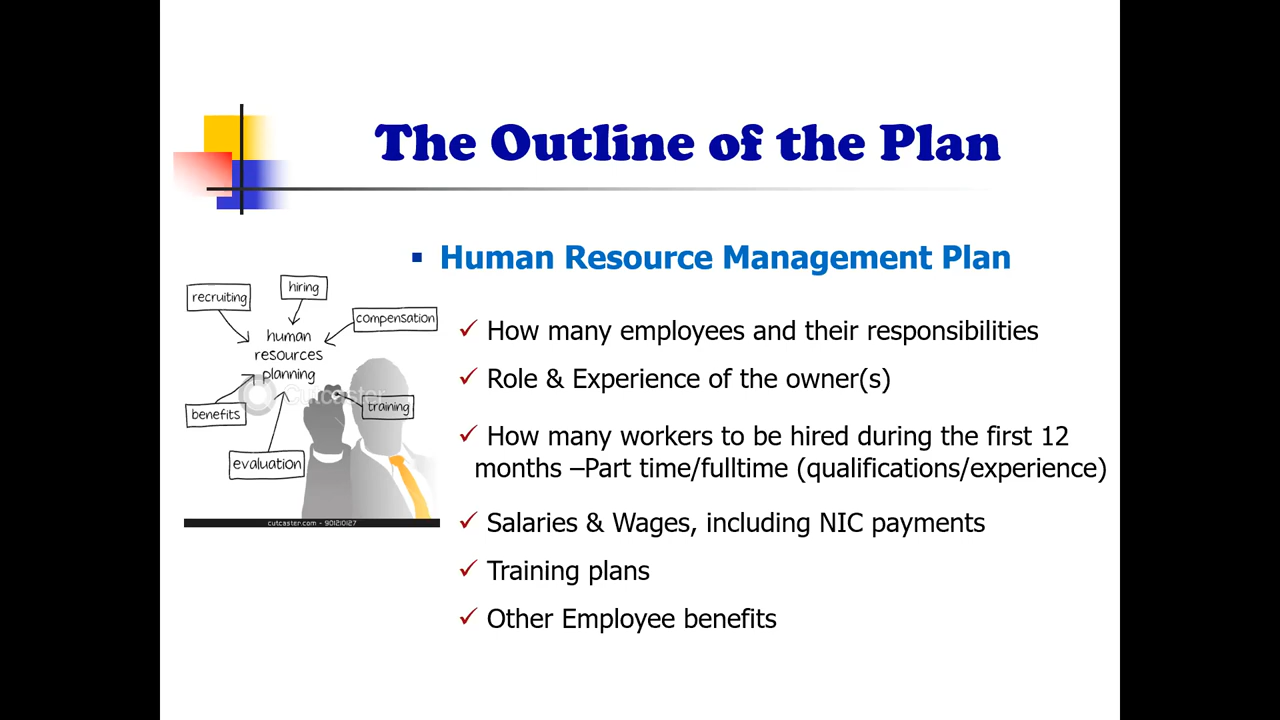 The Outline of the Plan
▪ Human Resource Management Plan
recruiting
hiring
compensation
human
resources
planning
benefits
training
evaluation
Cutcaster
cutcaster.com - 901210127
✓ How many employees and their responsibilities
✓ Role & Experience of the owner(s)
✓ How many workers to be hired during the first 12
months –Part time/fulltime (qualifications/experience)
✓ Salaries & Wages, including NIC payments
✓ Training plans
✓ Other Employee benefits